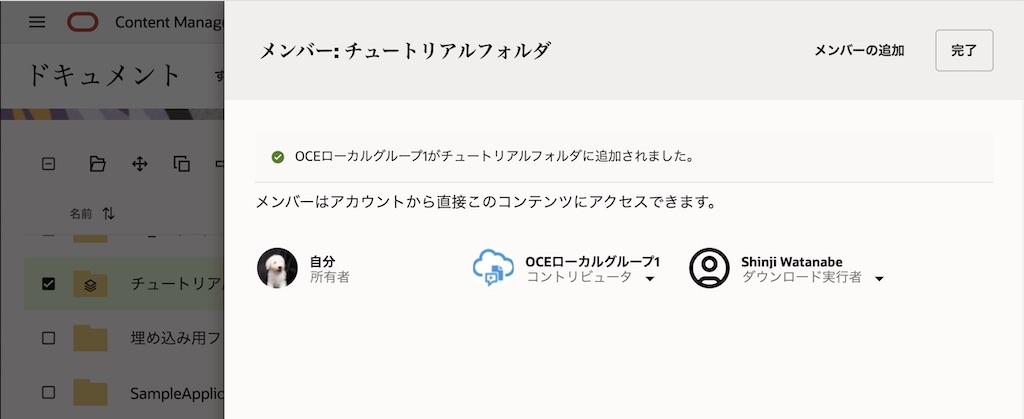 Content Manage
メンバー: チュートリアルフォルダ
メンバーの追加
完了
ドキュメント
す
OCEローカルグループ1がチュートリアルフォルダに追加されました。
メンバーはアカウントから直接このコンテンツにアクセスできます。
名前
自分
所有者
OCEローカルグループ1
コントリビュータ
Shinji Watanabe
ダウンロード実行者
チュートリアル
埋め込み用フ
SampleApplic